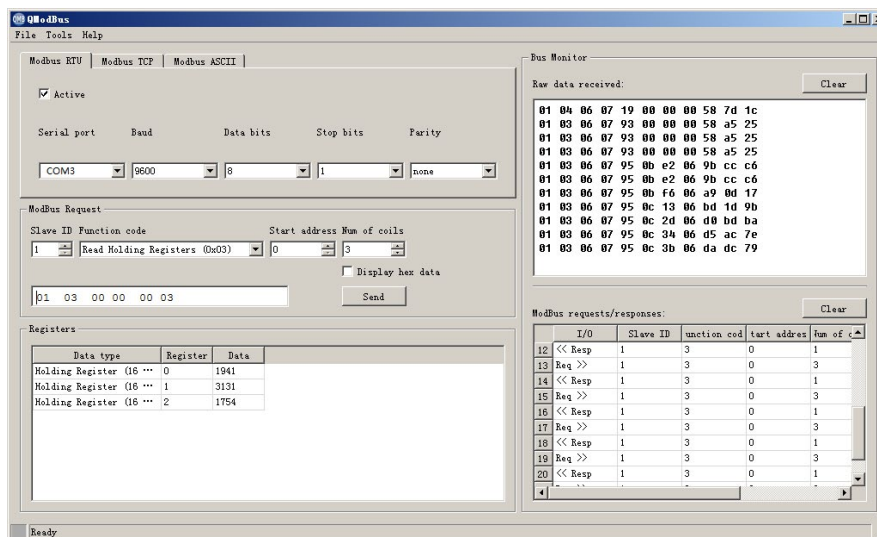 QModBus
File Tools Help
Modbus RTU Modbus TCP Modbus ASCII
Active
Serial port Baud Data bits Stop bits Parity
COM3 9600 8 1 none
ModBus Request
Slave ID Function code Start address Num of coils
1 Read Holding Registers (0x03) 0 3
Display hex data
01 03 00 00 00 03 Send
Registers
Data type Register Data
Holding Register (16 ... 0 1941
Holding Register (16 ... 1 3131
Holding Register (16 ... 2 1754
Bus Monitor
Raw data received: Clear
01 04 06 07 19 00 00 00 58 7d 1c
01 03 06 07 93 00 00 00 58 a5 25
01 03 06 07 93 00 00 00 58 a5 25
01 03 06 07 93 00 00 00 58 a5 25
01 03 06 07 95 0b e2 06 9b cc c6
01 03 06 07 95 0b e2 06 9b cc c6
01 03 06 07 95 0b f6 06 a9 0d 17
01 03 06 07 95 0c 13 06 bd 1d 9b
01 03 06 07 95 0c 2d 06 d0 bd ba
01 03 06 07 95 0c 34 06 d5 ac 7e
01 03 06 07 95 0c 3b 06 da dc 79
ModBus requests/responses: Clear
I/O Slave ID unction cod tart addres Num of c
12 << Resp 1 3 0 1
13 Req >> 1 3 0 3
14 << Resp 1 3 0 1
15 Req >> 1 3 0 3
16 << Resp 1 3 0 1
17 Req >> 1 3 0 3
18 << Resp 1 3 0 1
19 Req >> 1 3 0 3
20 << Resp 1 3 0 1
Ready